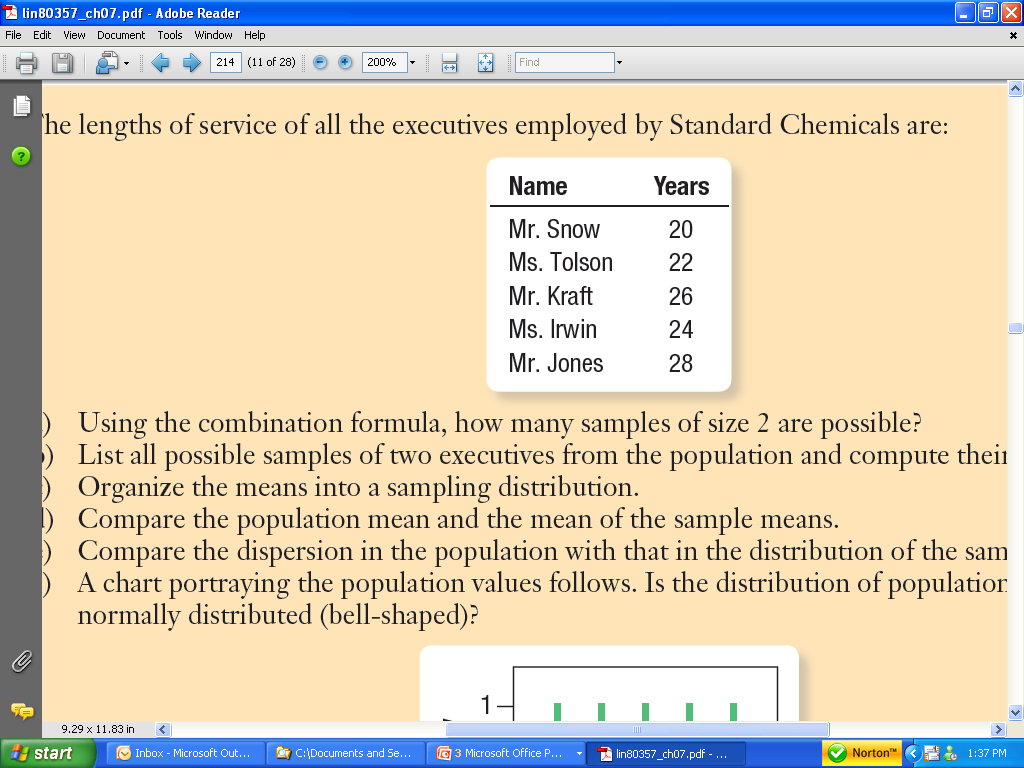 lin80357_ch07.pdf - Adobe Reader
File Edit View Document Tools Window Help
214 (11 of 28) 200% Find
he lengths of service of all the executives employed by Standard Chemicals are:
Name Years
Mr. Snow 20
Ms. Tolson 22
Mr. Kraft 26
Ms. Irwin 24
Mr. Jones 28
) Using the combination formula, how many samples of size 2 are possible?
) List all possible samples of two executives from the population and compute their
) Organize the means into a sampling distribution.
) Compare the population mean and the mean of the sample means.
) Compare the dispersion in the population with that in the distribution of the sam
) A chart portraying the population values follows. Is the distribution of population
normally distributed (bell-shaped)?
1
9.29 x 11.83 in
start Inbox - Microsoft Out... C:\Documents and Se... 3 Microsoft Office P... lin80357_ch07.pdf - ... Norton™ 1:37 PM